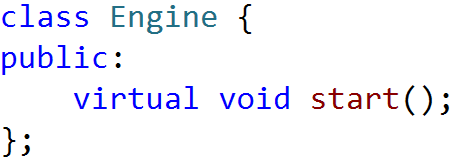 class Engine {
public:
    virtual void start();
};